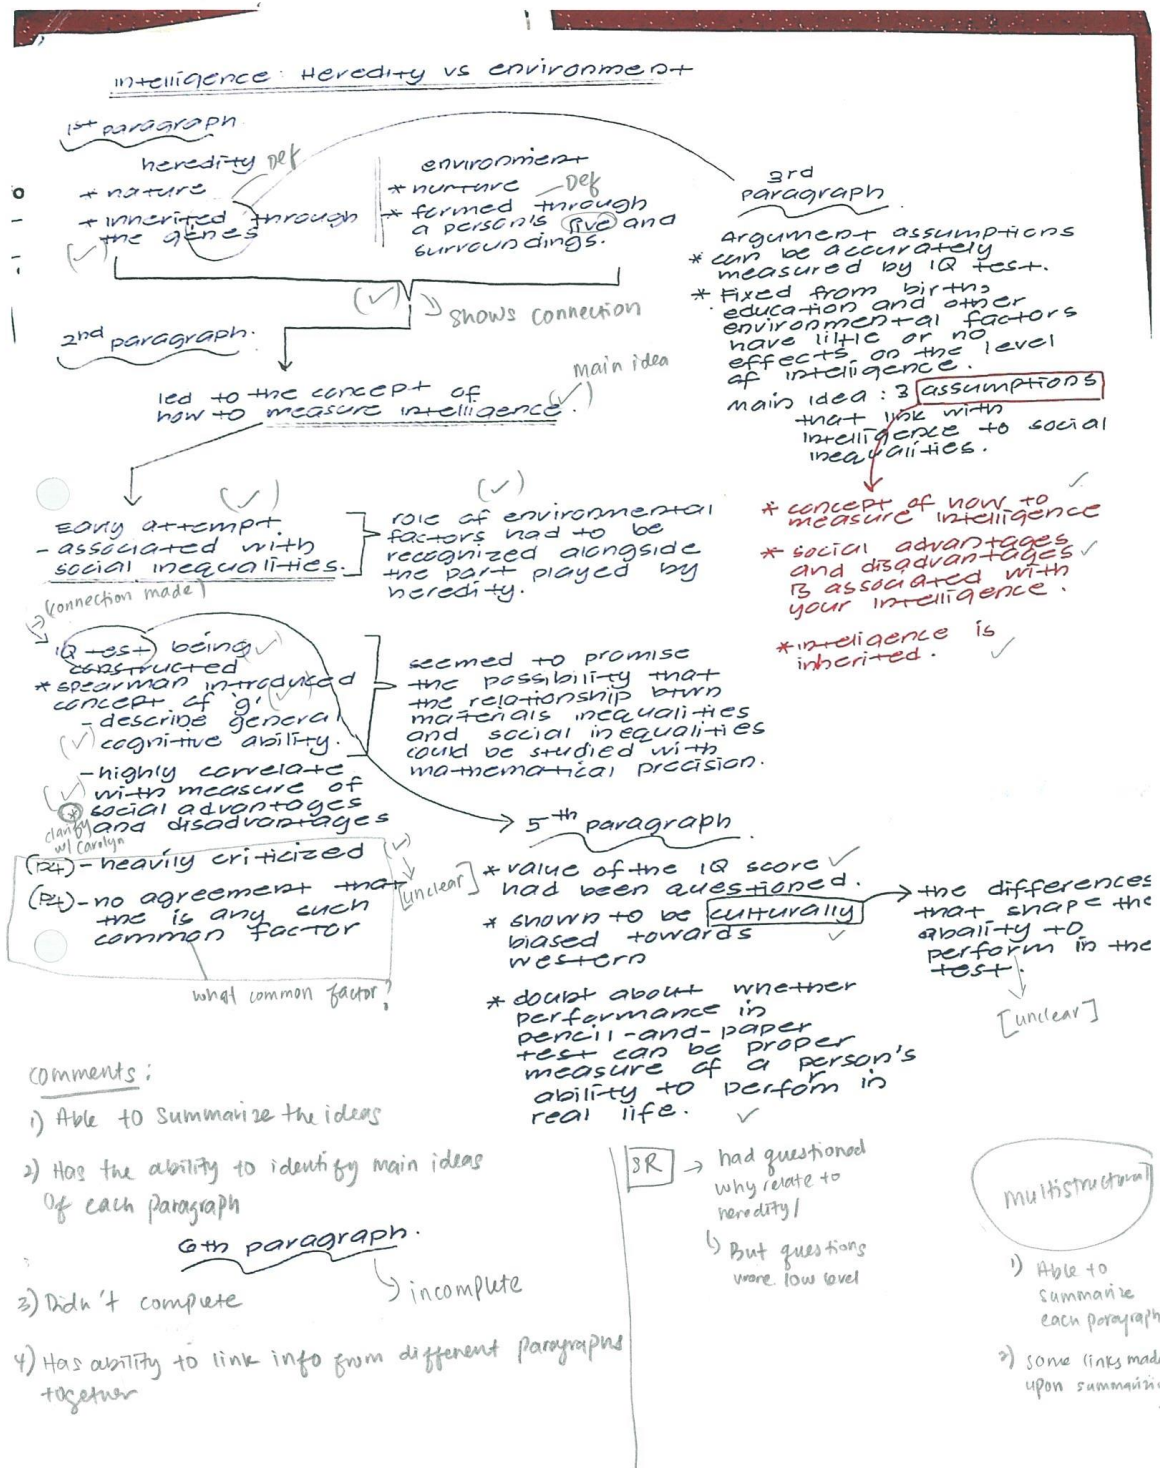 intelligence: Heredity vs environment
1st paragraph
heredity Def
* nature
* inherited through
the genes
(✓)
environment
* nurture
Def
* formed through
a person's live and
surroundings.
(✓)
shows connection
2nd paragraph.
led to the concept of
how to measure intelligence.
(✓) main idea
3rd
paragraph
Argument assumptions
* can be accurately
measured by IQ test.
* Fixed from birth,
education and other
environmental factors
have little or no
effects on the level
of intelligence.
main idea : 3 assumptions
that link with
intelligence to social
inequalities.
* concept of how to
measure intelligence
✓
* social advantages
and disadvantages ✓
is associated with
your intelligence.
* inteligence is
inherited. ✓
(✓)
Early attempt.
- associated with
social inequalities.
(✓)
role of environmental
factors had to be
recognized alongside
the part played by
heredity.
(connection made)
IQ test being ✓
constructed
* spearman introduced
concept of 'g' (✓)
- describe general
(✓) cognitive ability.
- highly correlate
(✓) with measure of
* social advantages
and disadvantages
clarify
w/ Carolyn
seemed to promise
the possibility that
the relationship btwn
materials inequalities
and social inequalities
could be studied with
mathematical precision.
(P4) - heavily criticized (✓)
[unclear]
(P4) - no agreement that
the is any such
common factor
what common factor?
5th paragraph
* value of the IQ score ✓
had been questioned.
* shown to be culturally
biased towards ✓
western
the differences
that shape the
abality to
perform in the
test.
[unclear]
* doubt about whether
performance in
pencil-and-paper
test can be proper
measure of a person's
ability to perfom in
real life. ✓
comments:
1) Able to summarize the ideas
2) Has the ability to identify main ideas
of each paragraph
6th paragraph.
incomplete
3) Didn't complete
4) Has ability to link info from different paragraphs
together
SR → had questioned
why relate to
heredity/
But questions
were low level
multistructural
1) Able to
summarize
each paragraph
2) some links made
upon summarizi